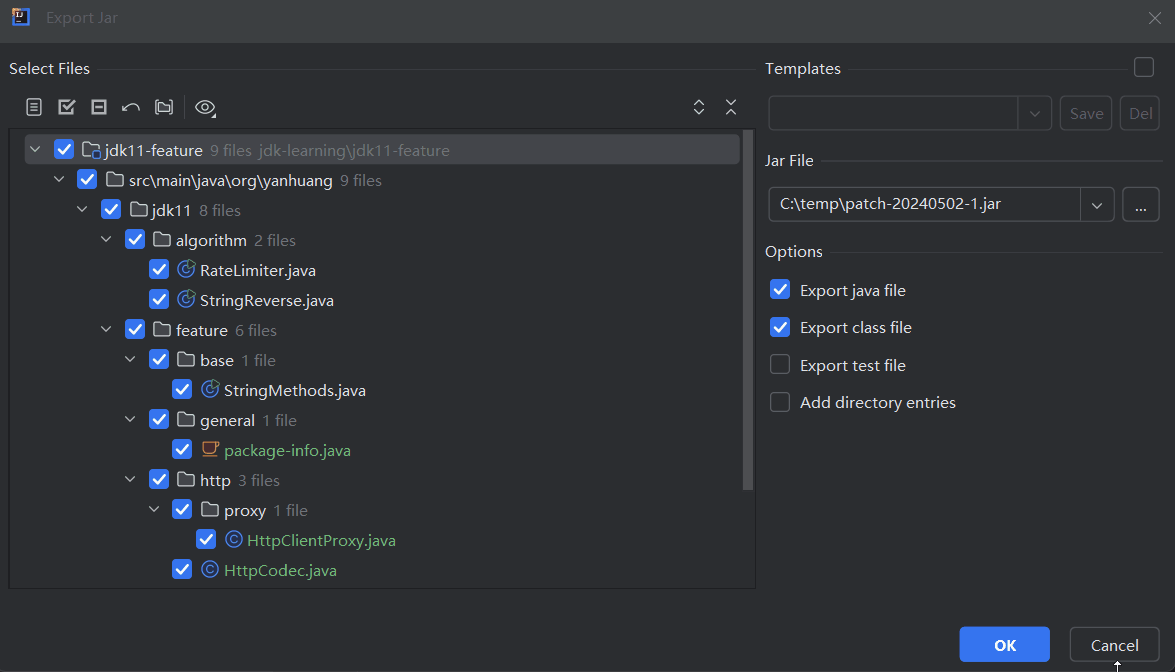 Export Jar
Select Files
jdk11-feature 9 files jdk-learning\jdk11-feature
src\main\java\org\yanhuang 9 files
jdk11 8 files
algorithm 2 files
RateLimiter.java
StringReverse.java
feature 6 files
base 1 file
StringMethods.java
general 1 file
package-info.java
http 3 files
proxy 1 file
HttpClientProxy.java
HttpCodec.java
Templates
Save Del
Jar File
C:\temp\patch-20240502-1.jar
...
Options
Export java file
Export class file
Export test file
Add directory entries
OK Cancel